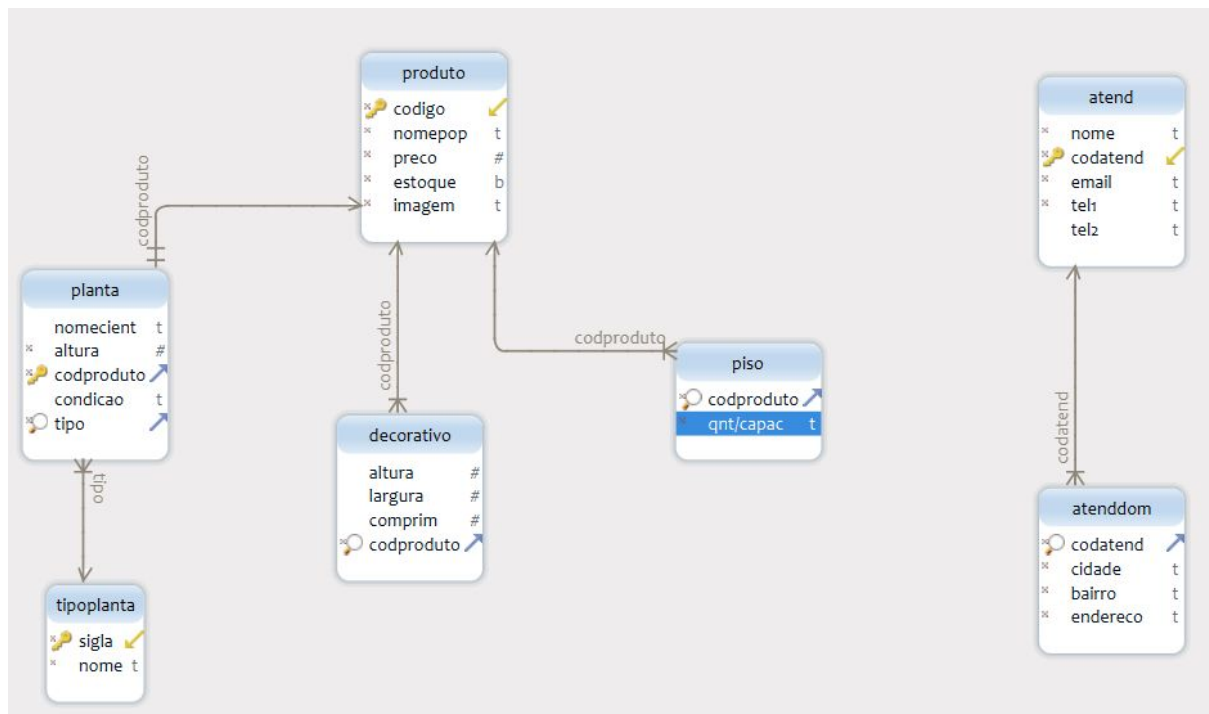 produto
codigo
nomepop t
preco #
estoque b
imagem t
atend
nome t
codatend
email t
tel1 t
tel2 t
codproduto
planta
nomecient t
altura #
codproduto
condicao t
tipo
codproduto
codproduto
piso
codproduto
qnt/capac t
decorativo
altura #
largura #
comprim #
codproduto
codatend
atenddom
codatend
cidade t
bairro t
endereco t
tipo
tipoplanta
sigla
nome t